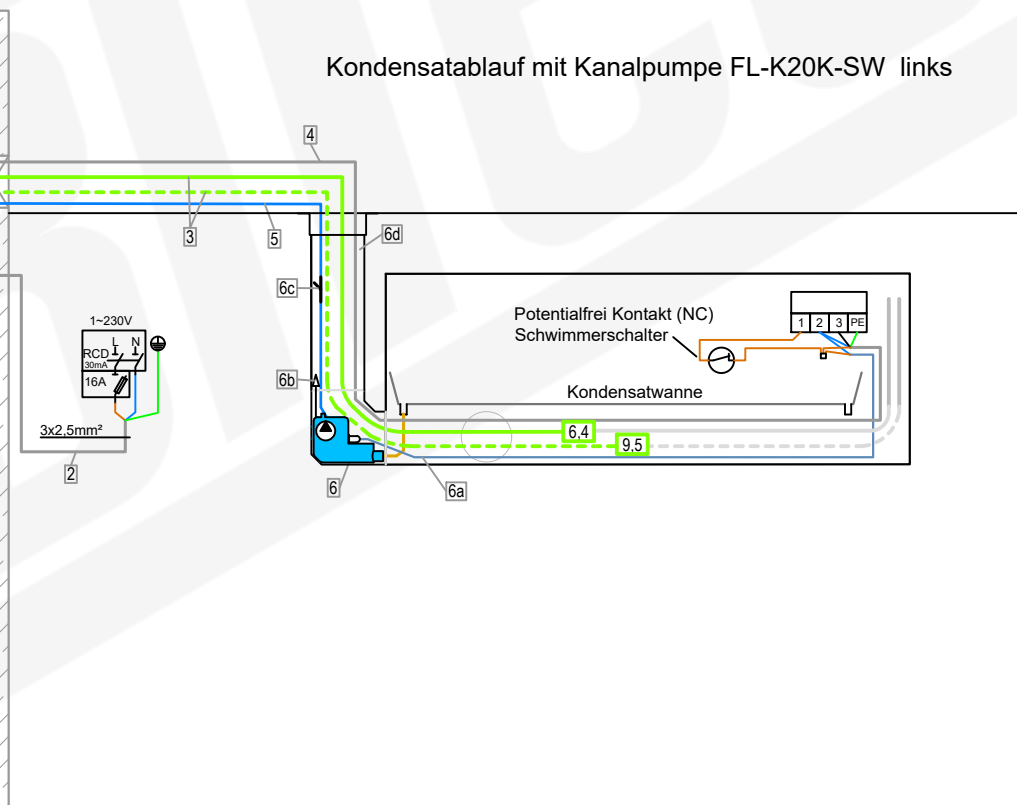 Kondensatablauf mit Kanalpumpe FL-K20K-SW links
4
3
5
6d
6c
Potentialfrei Kontakt (NC)
Schwimmerschalter
1 2 3 PE
1~230V
L N
RCD
30mA
16A
6b
Kondensatwanne
3x2,5mm²
6,4
9,5
2
6
6a